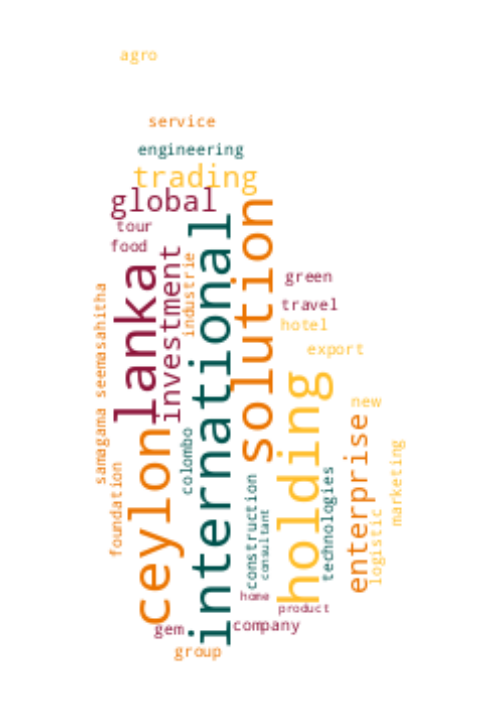 agro
service
engineering
trading
global
tour
food
lanka
investment
industrie
international
solution
green
travel
hotel
export
samagama seemasahitha
ceylon
colombo
holding
new
enterprise
marketing
foundation
construction
consultant
technologies
logistic
home
product
gem
company
group